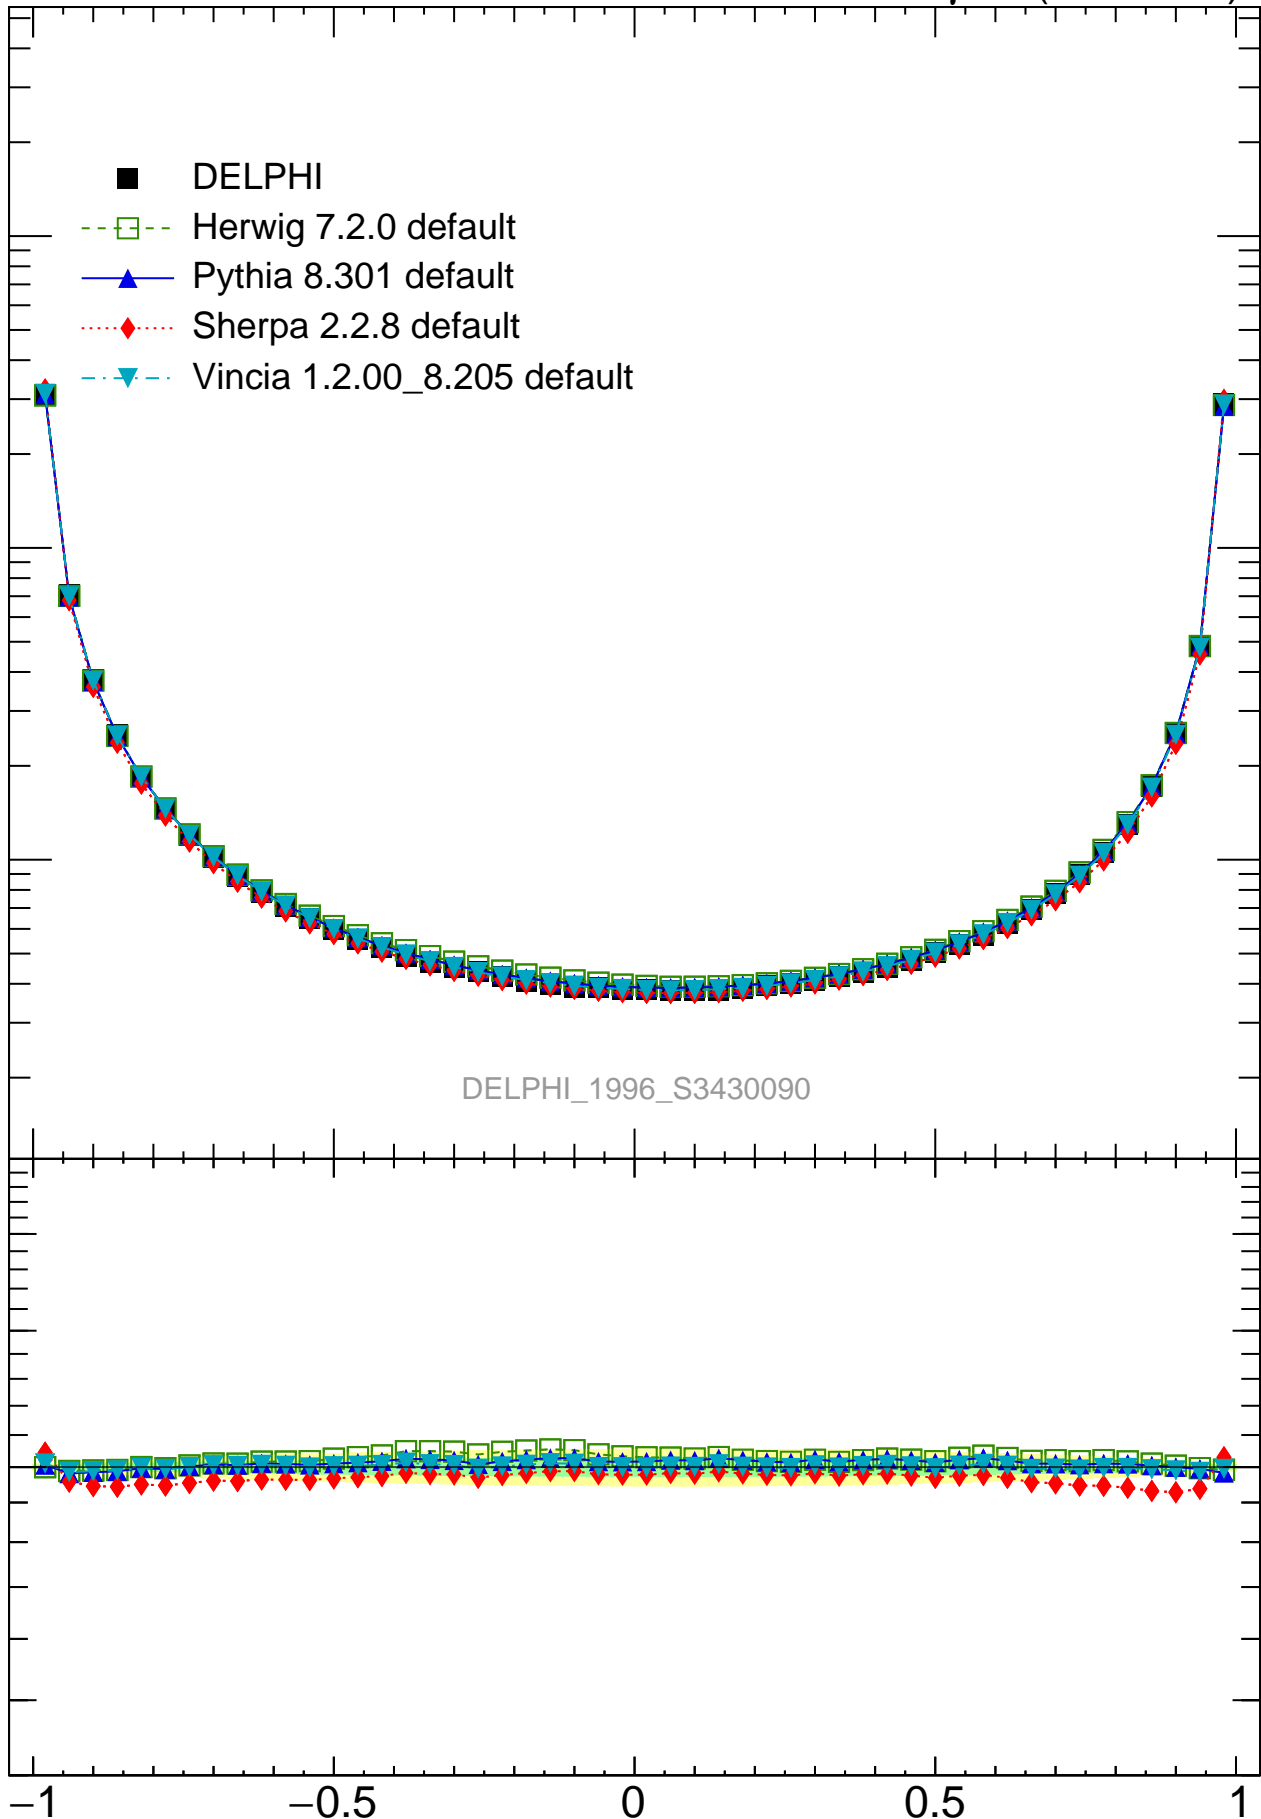 DELPHI
Herwig 7.2.0 default
Pythia 8.301 default
Sherpa 2.2.8 default
Vincia 1.2.00_8.205 default
DELPHI_1996_S3430090
−1 −0.5 0 0.5 1